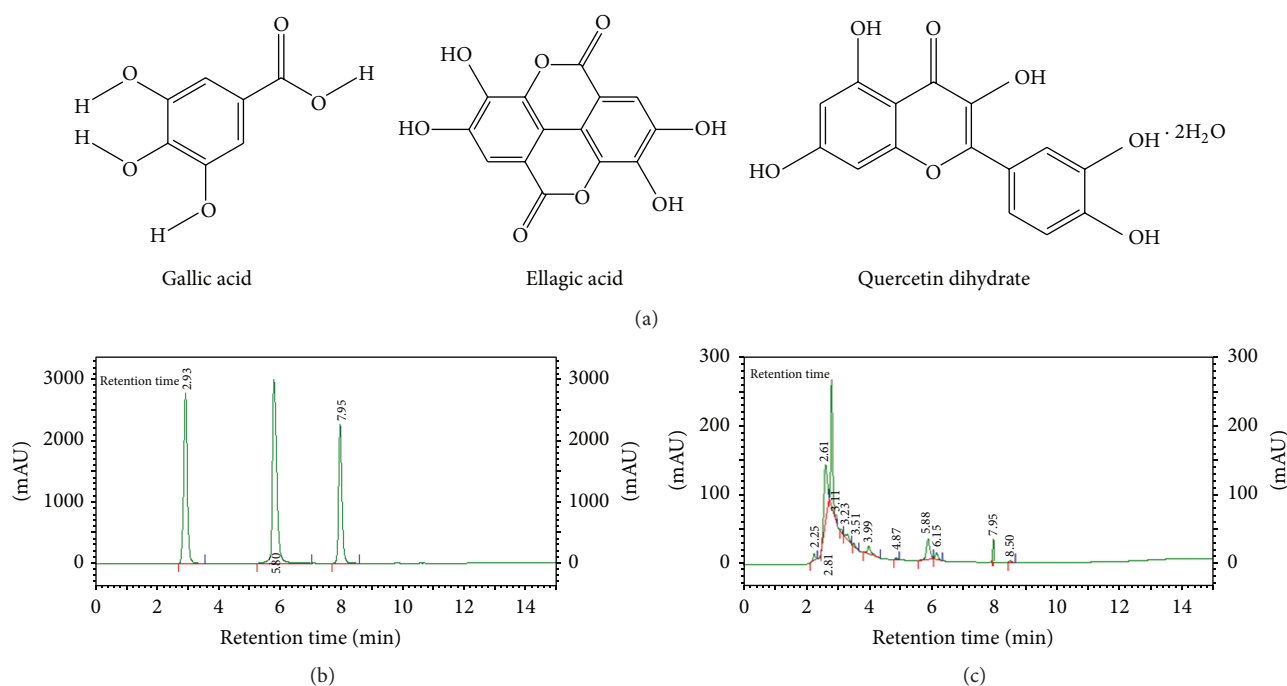 O
H
O
O
H
H
O
O
H
O
HO
O
HO
OH
O
OH
O
OH
O
OH
OH · 2H₂O
HO
O
OH
Gallic acid
Ellagic acid
Quercetin dihydrate
(a)
Retention time
2.93
5.80
7.95
3000
2000
1000
0
(mAU)
3000
2000
1000
0
(mAU)
0 2 4 6 8 10 12 14
Retention time (min)
(b)
Retention time
2.25
2.61
2.81
3.11
3.23
3.51
3.99
4.87
5.88
6.15
7.95
8.50
300
200
100
0
(mAU)
300
200
100
0
(mAU)
0 2 4 6 8 10 12 14
Retention time (min)
(c)